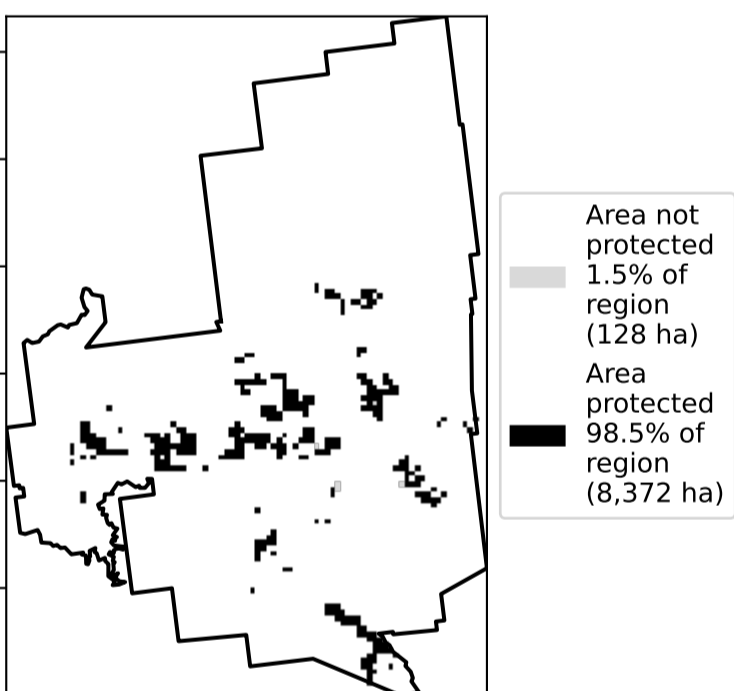 Area not
protected
1.5% of
region
(128 ha)
Area
protected
98.5% of
region
(8,372 ha)